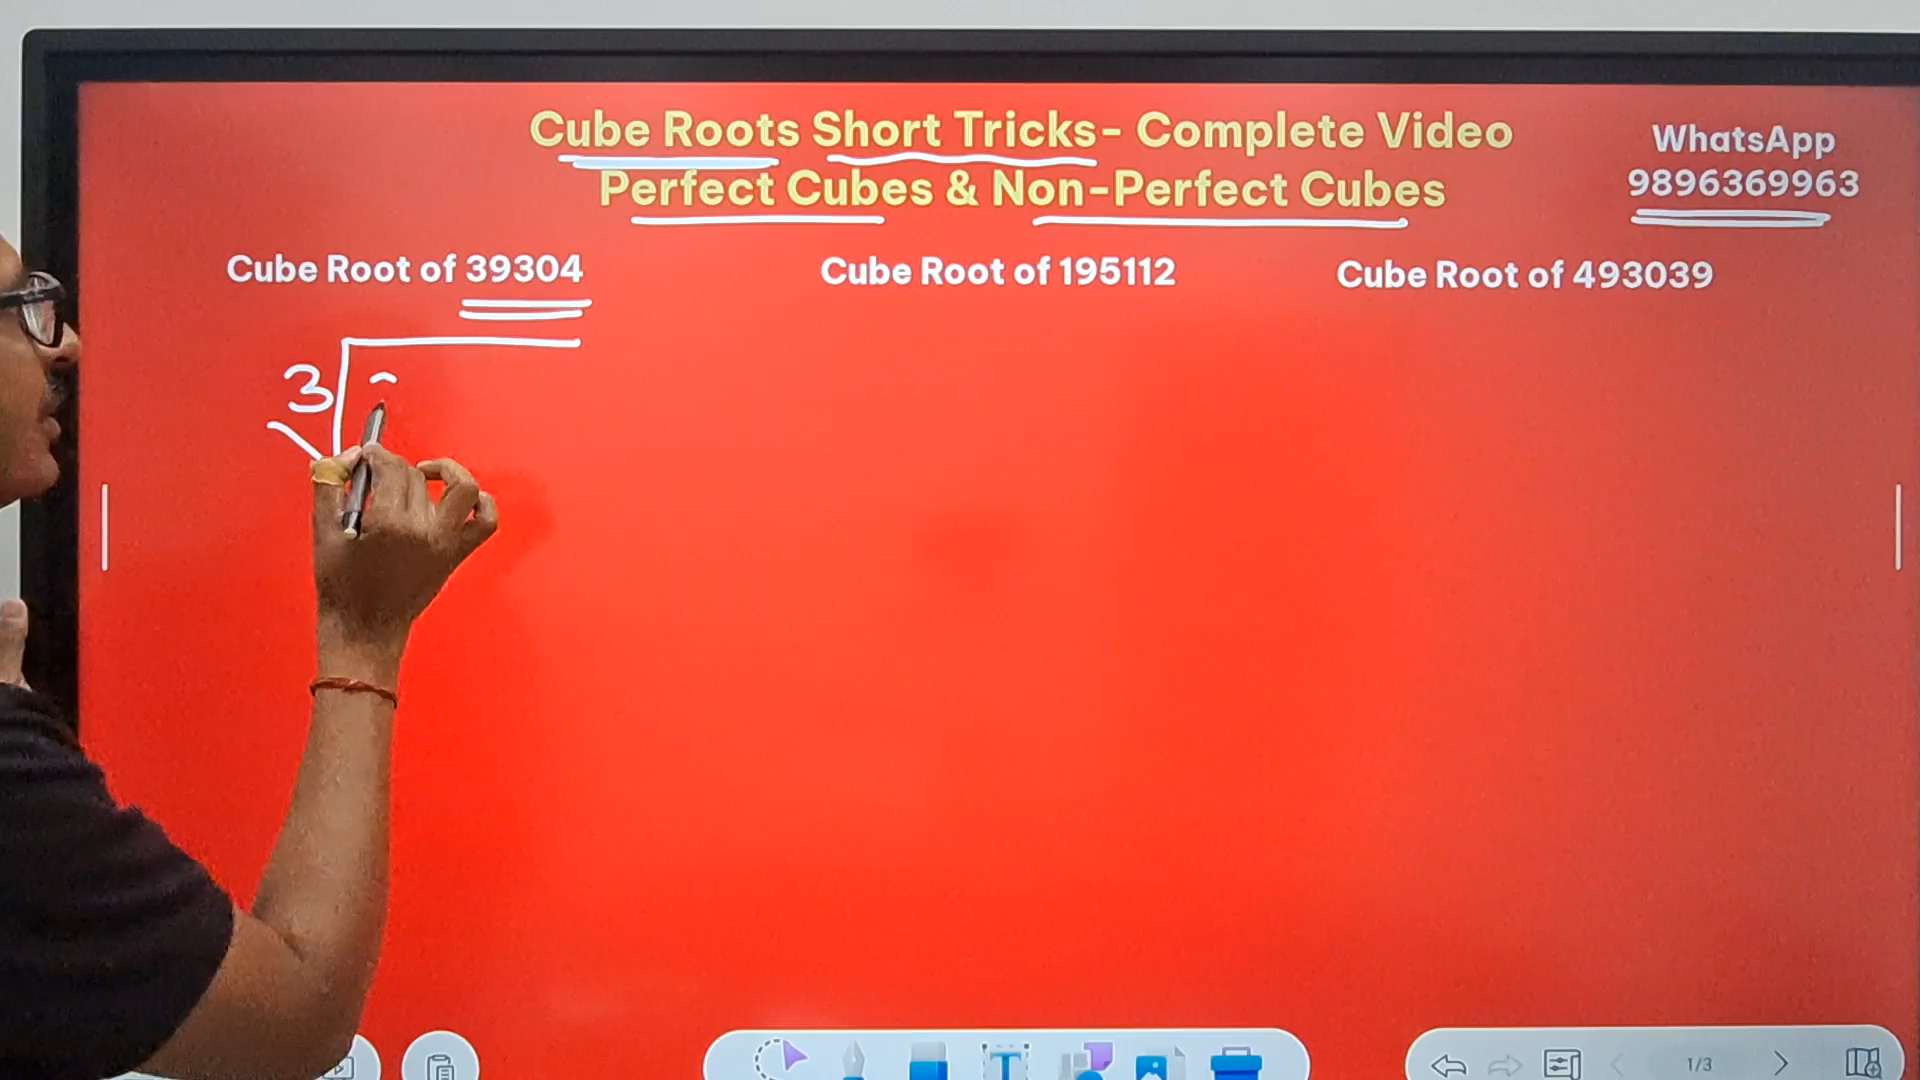 Cube Roots Short Tricks- Complete Video
Perfect Cubes & Non-Perfect Cubes
WhatsApp
9896369963
Cube Root of 39304
Cube Root of 195112
Cube Root of 493039
3
1/3